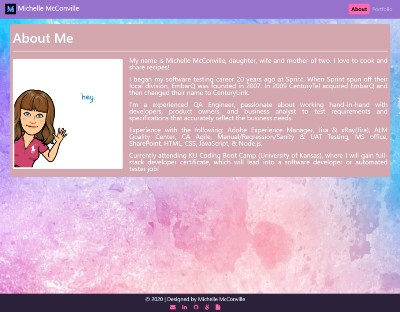 M Michelle McConville
About Portfolio
About Me
hey.
My name is Michelle McConville, daughter, wife and mother of two. I love to cook and
share recipes!
I began my software testing career 20 years ago at Sprint. When Sprint spun off their
local division, EmbarQ was founded in 2007. In 2009 CenturyTel acquired EmbarQ and
then changed their name to CenturyLink.
I'm a experienced QA Engineer, passionate about working hand-in-hand with
developers, product owners, and business analyst to test requirements and
specifications that accurately reflect the business needs.
Experience with the following: Adobe Experience Manager, Jira & xRay(Jira), ALM
Quality Center, CA Agile, Manual/Regression/Sanity & UAT Testing, MS office,
SharePoint, HTML, CSS, JavaScript, & Node.js.
Currently attending KU Coding Boot Camp (University of Kansas), where I will gain full-
stack developer certificate, which will lead into a software developer or automated
tester job!
© 2020 | Designed by Michelle McConville